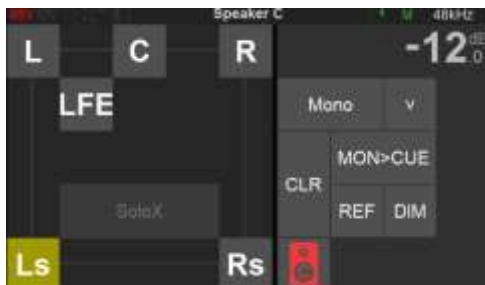 Speaker C
M
48kHz
L
C
R
-12.0
dB
LFE
Mono
v
MON>CUE
CLR
SoloX
REF
DIM
Ls
Rs